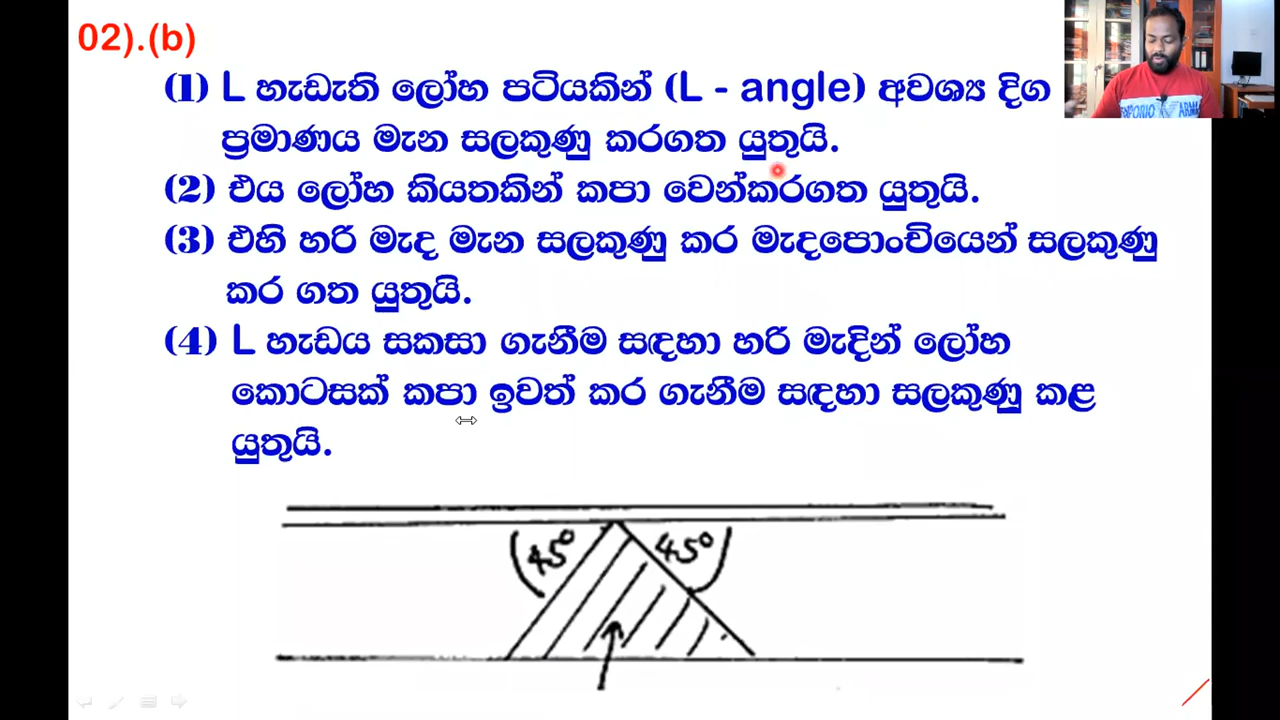 02).(b)
(1) L හැඩැති ලෝහ පටියකින් (L - angle) අවශ්‍ය දිග
ප්‍රමාණය මැන සලකුණු කරගත යුතුයි.
(2) එය ලෝහ කියතකින් කපා වෙන්කරගත යුතුයි.
(3) එහි හරි මැද මැන සලකුණු කර මැදපොංචියෙන් සලකුණු
කර ගත යුතුයි.
(4) L හැඩය සකසා ගැනීම සඳහා හරි මැදින් ලෝහ
කොටසක් කපා ඉවත් කර ගැනීම සඳහා සලකුණු කළ
යුතුයි.
45° 45°